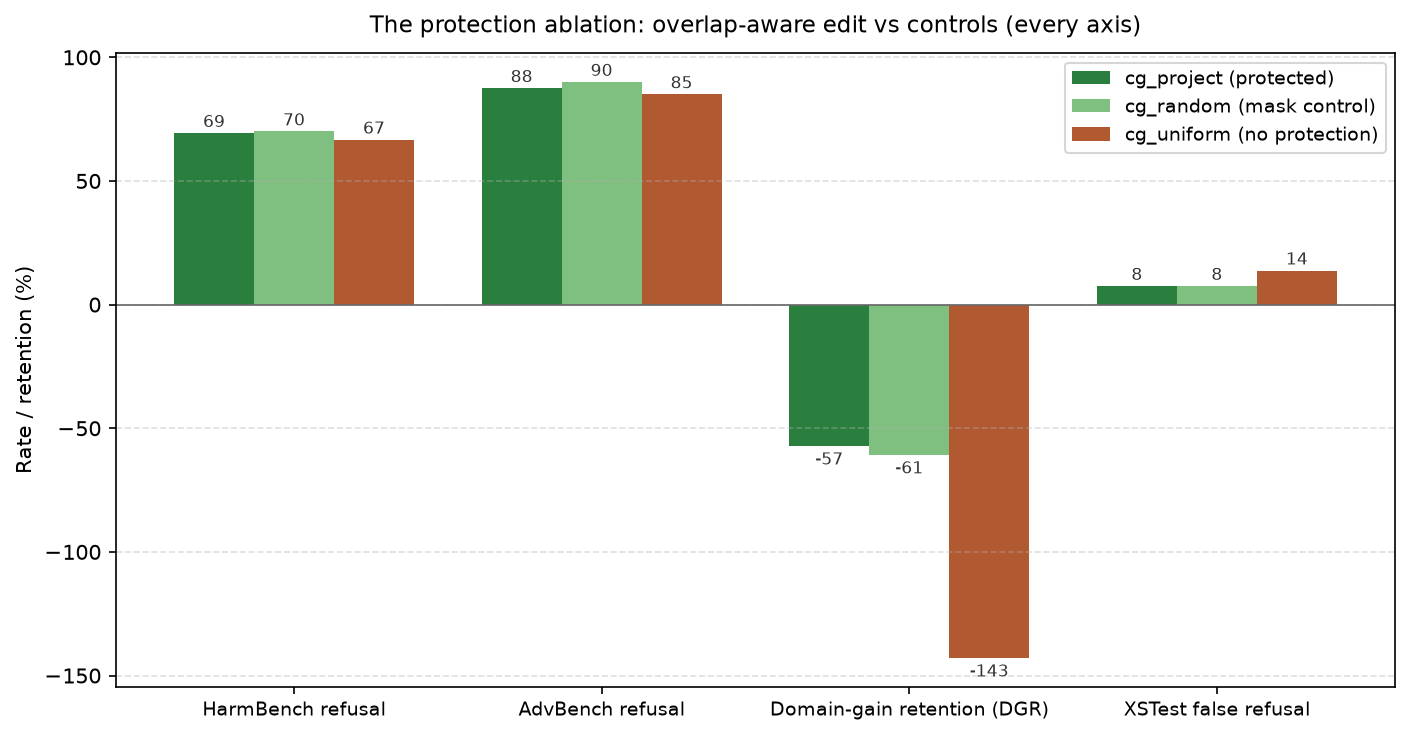 The protection ablation: overlap-aware edit vs controls (every axis)
Rate / retention (%)
100
50
0
−50
−100
−150
cg_project (protected)
cg_random (mask control)
cg_uniform (no protection)
69
70
67
88
90
85
-57
-61
-143
8
8
14
HarmBench refusal
AdvBench refusal
Domain-gain retention (DGR)
XSTest false refusal